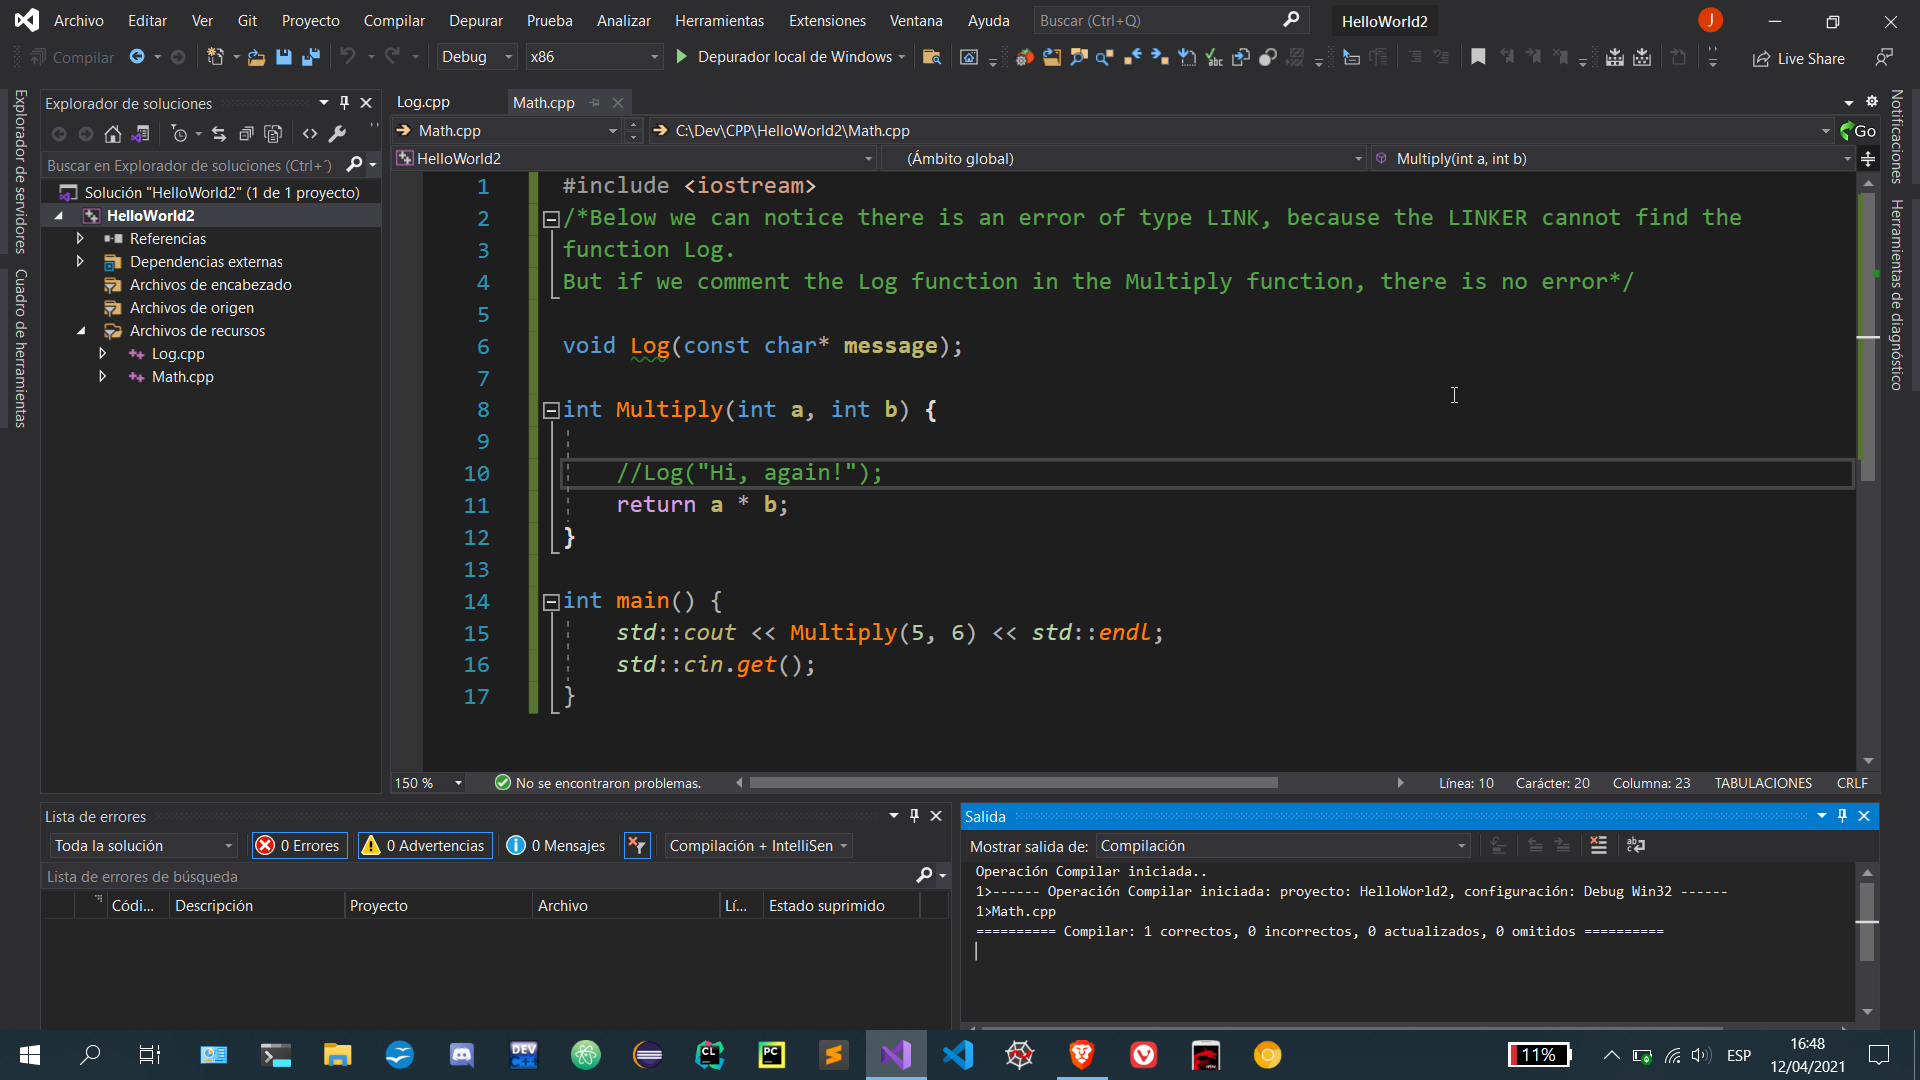 Archivo Editar Ver Git Proyecto Compilar Depurar Prueba Analizar Herramientas Extensiones Ventana Ayuda Buscar (Ctrl+Q) HelloWorld2 J
Compilar Debug x86 Depurador local de Windows Live Share
Explorador de servidores
Cuadro de herramientas
Explorador de soluciones
Buscar en Explorador de soluciones (Ctrl+´)
Solución "HelloWorld2" (1 de 1 proyecto)
HelloWorld2
Referencias
Dependencias externas
Archivos de encabezado
Archivos de origen
Archivos de recursos
Log.cpp
Math.cpp
Log.cpp Math.cpp
Math.cpp C:\Dev\CPP\HelloWorld2\Math.cpp Go
HelloWorld2 (Ámbito global) Multiply(int a, int b)
1 #include <iostream>
2 /*Below we can notice there is an error of type LINK, because the LINKER cannot find the
3 function Log.
4 But if we comment the Log function in the Multiply function, there is no error*/
5
6 void Log(const char* message);
7
8 int Multiply(int a, int b) {
9
10 //Log("Hi, again!");
11 return a * b;
12 }
13
14 int main() {
15 std::cout << Multiply(5, 6) << std::endl;
16 std::cin.get();
17 }
150 % No se encontraron problemas. Línea: 10 Carácter: 20 Columna: 23 TABULACIONES CRLF
Notificaciones
Herramientas de diagnóstico
Lista de errores
Toda la solución 0 Errores 0 Advertencias 0 Mensajes Compilación + IntelliSen
Lista de errores de búsqueda
Códi... Descripción Proyecto Archivo Lí... Estado suprimido
Salida
Mostrar salida de: Compilación
Operación Compilar iniciada..
1>------ Operación Compilar iniciada: proyecto: HelloWorld2, configuración: Debug Win32 ------
1>Math.cpp
========== Compilar: 1 correctos, 0 incorrectos, 0 actualizados, 0 omitidos ==========
DEV C++ CL PC 11% ESP 16:48
12/04/2021